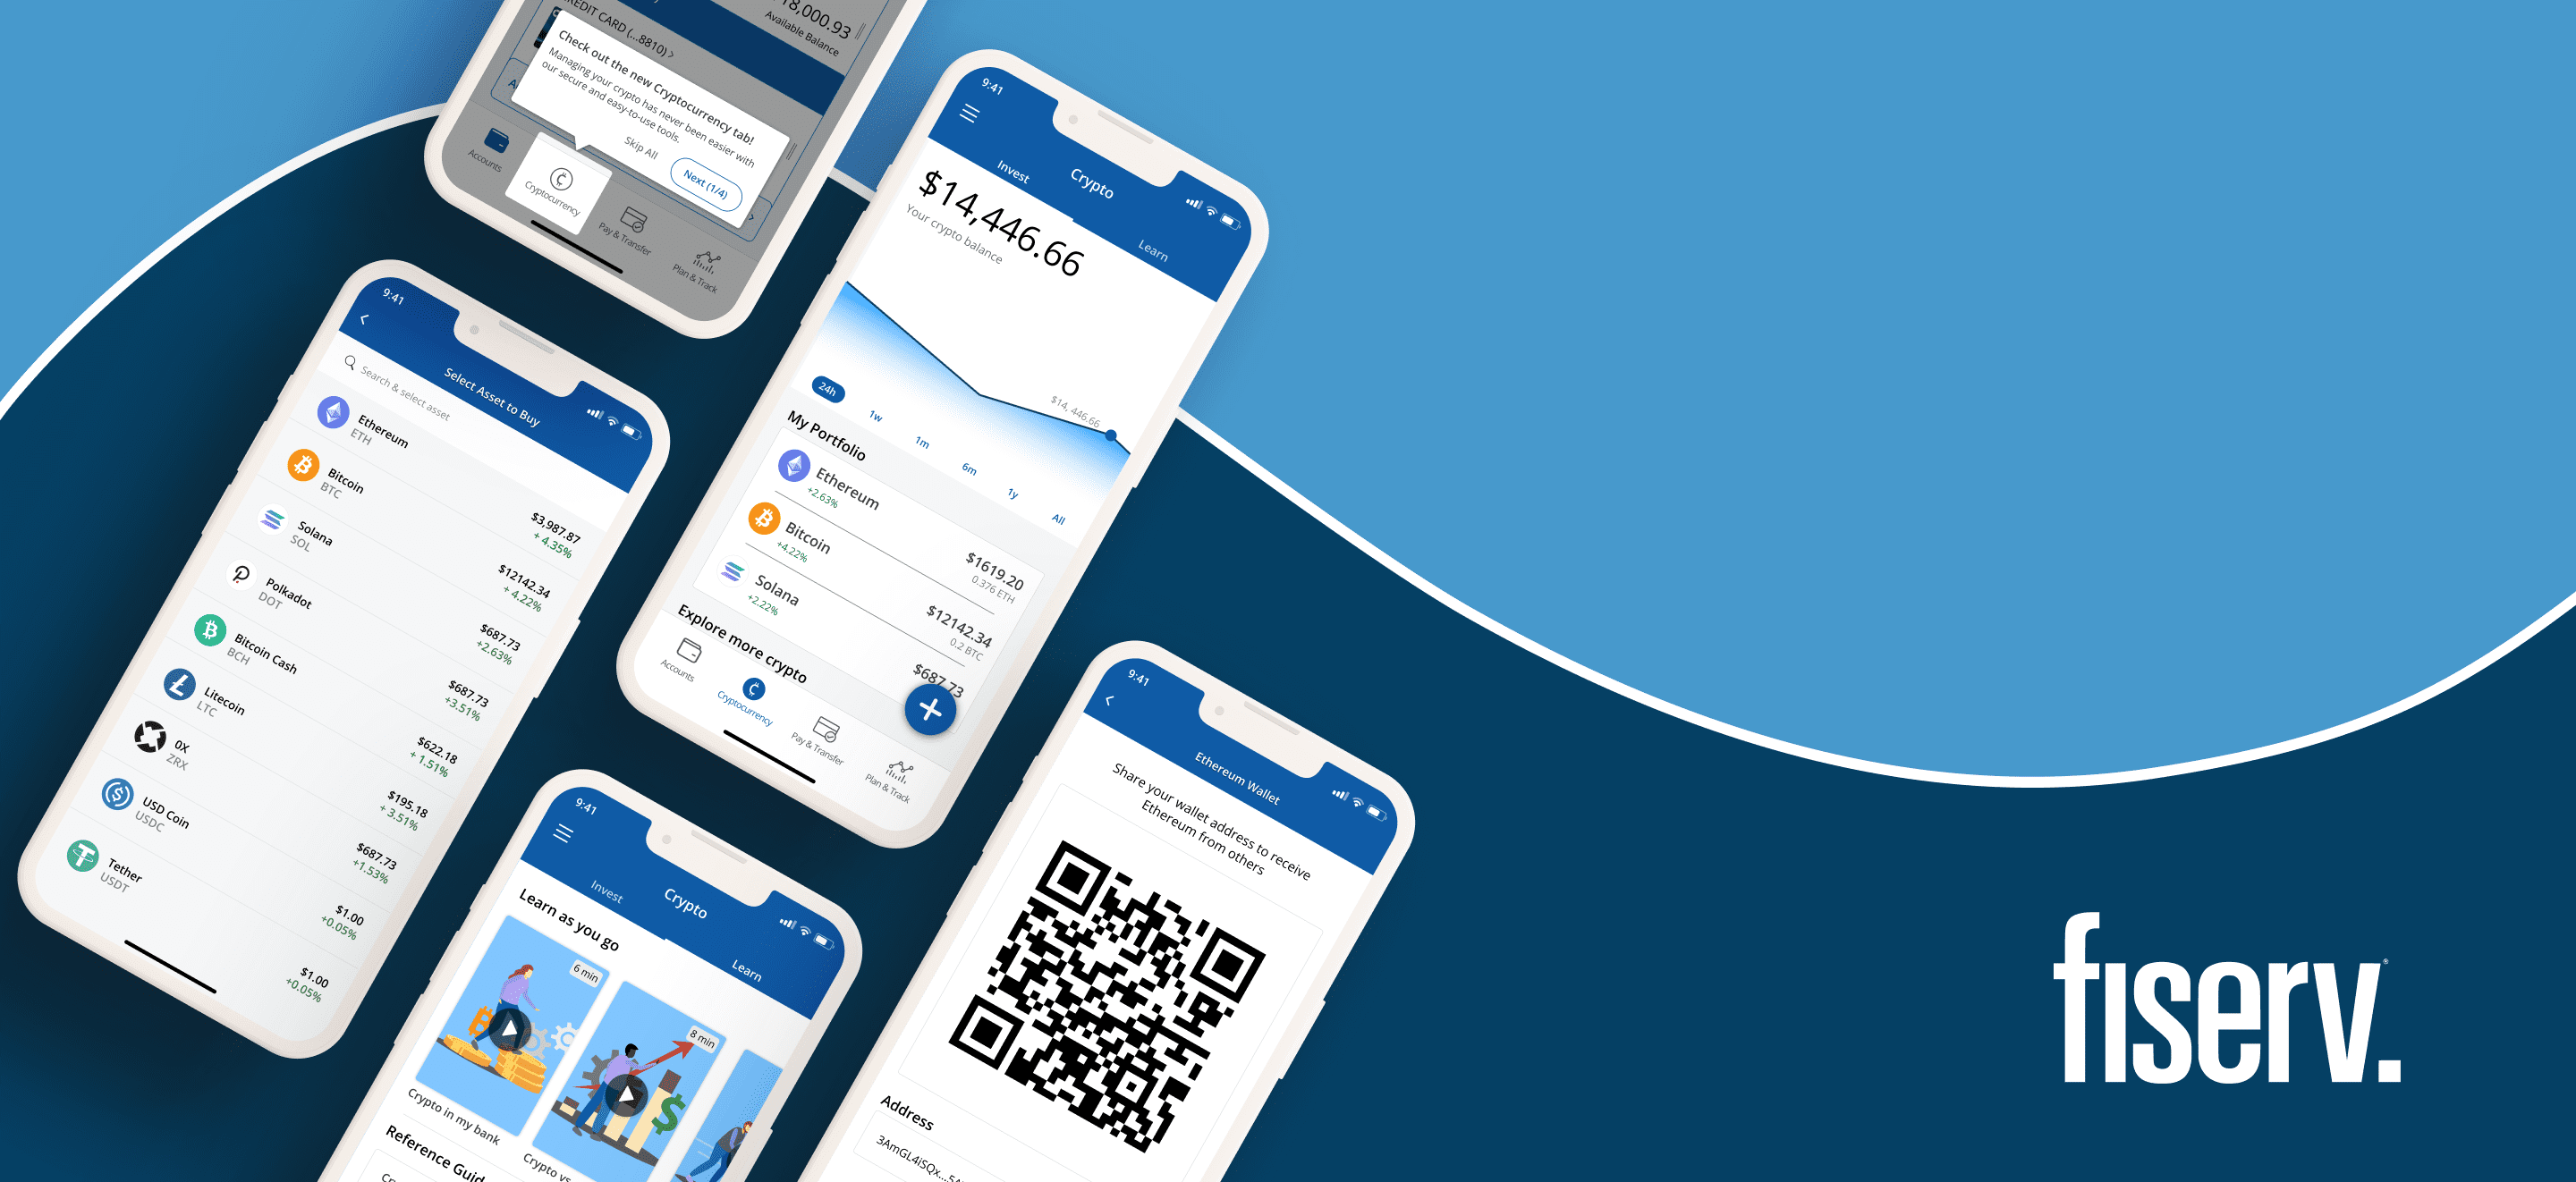 CREDIT CARD (...8810) >
18,000.93
Available Balance
Check out the new Cryptocurrency tab!
Managing your crypto has never been easier with
our secure and easy-to-use tools.
Skip All
Next (1/4)
Accounts
Cryptocurrency
Pay & Transfer
Plan & Track
9:41
Select Asset to Buy
Search & select asset
Ethereum
ETH
$3,987.87
+ 4.35%
Bitcoin
BTC
$12142.34
+ 4.22%
Solana
SOL
$687.73
+2.63%
Polkadot
DOT
$687.73
+3.51%
Bitcoin Cash
BCH
$622.18
+ 1.51%
Litecoin
LTC
$195.18
+ 3.51%
0X
ZRX
$687.73
+1.53%
USD Coin
USDC
$1.00
+0.05%
Tether
USDT
$1.00
+0.05%
9:41
Crypto
Invest
Learn
$14,446.66
Your crypto balance
$14, 446.66
24h
1w
1m
6m
1y
All
My Portfolio
Ethereum
+2.63%
$1619.20
0.376 ETH
Bitcoin
+4.22%
$12142.34
0.2 BTC
Solana
+2.22%
$687.73
Explore more crypto
Accounts
Cryptocurrency
Pay & Transfer
Plan & Track
9:41
Crypto
Invest
Learn
Learn as you go
6 min
8 min
Crypto in my bank
Crypto vs
Reference Guid
9:41
Ethereum Wallet
Share your wallet address to receive
Ethereum from others
Address
3AmGL4iSQx....5A
fiserv.